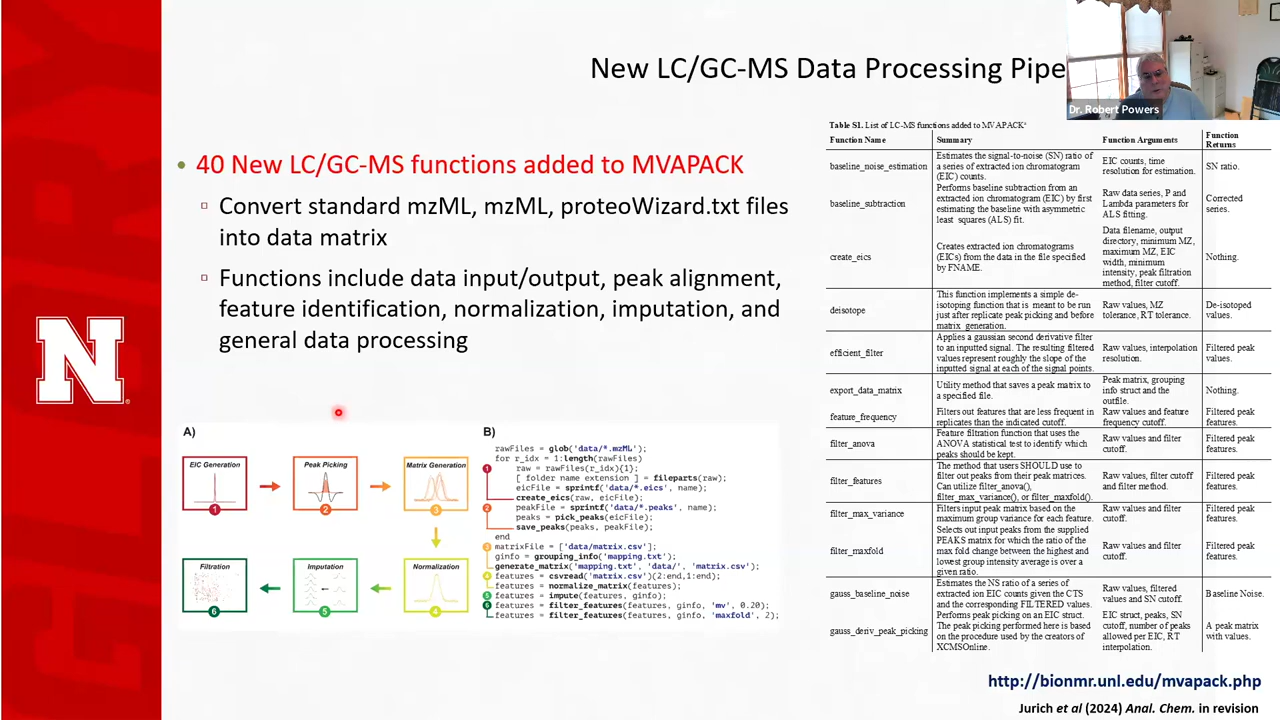 New LC/GC-MS Data Processing Pipe
Dr. Robert Powers
• 40 New LC/GC-MS functions added to MVAPACK
Convert standard mzML, mzML, proteoWizard.txt files
into data matrix
Functions include data input/output, peak alignment,
feature identification, normalization, imputation, and
general data processing
N
A)
EIC Generation
1
Peak Picking
2
Matrix Generation
3
Filtration
6
Imputation
5
Normalization
4
B)
rawFiles = glob('data/*.mzML');
for r_idx = 1:length(rawFiles)
1 raw = rawFiles(r_idx){1};
[ folder name extension ] = fileparts(raw);
eicFile = sprintf('data/*.eics', name);
create_eics(raw, eicFile);
2 peakFile = sprintf('data/*.peaks', name);
peaks = pick_peaks(eicFile);
save_peaks(peaks, peakFile);
end
3 matrixFile = ['data/matrix.csv'];
ginfo = grouping_info('mapping.txt');
generate_matrix('mapping.txt', 'data/', 'matrix.csv');
4 features = csvread('matrix.csv')(2:end,1:end);
features = normalize_matrix(features);
5 features = impute(features, ginfo);
6 features = filter_features(features, ginfo, 'mv', 0.20);
features = filter_features(features, ginfo, 'maxfold', 2);
Table S1. List of LC-MS functions added to MVAPACKa
Function Name Summary Function Arguments Function
Returns
baseline_noise_estimation
Estimates the signal-to-noise (SN) ratio of
a series of extracted ion chromatogram
(EIC) counts.
EIC counts, time
resolution for estimation.
SN ratio.
baseline_subtraction
Performs baseline subtraction from an
extracted ion chromatogram (EIC) by first
estimating the baseline with asymmetric
least squares (ALS) fit.
Raw data series, P and
Lambda parameters for
ALS fitting.
Corrected
series.
create_eics
Creates extracted ion chromatograms
(EICs) from the data in the file specified
by FNAME.
Data filename, output
directory, minimum MZ,
maximum MZ, EIC
width, minimum
intensity, peak filtration
method, filter cutoff.
Nothing.
deisotope
This function implements a simple de-
isotoping function that is meant to be run
just after replicate peak picking and before
matrix generation.
Raw values, MZ
tolerance, RT tolerance.
De-isotoped
values.
efficient_filter
Applies a gaussian second derivative filter
to an inputted signal. The resulting filtered
values represent roughly the slope of the
inputted signal at each of the signal points.
Raw values, interpolation
resolution.
Filtered peak
values.
export_data_matrix
Utility method that saves a peak matrix to
a specified file.
Peak matrix, grouping
info struct and the
outfile.
Nothing.
feature_frequency
Filters out features that are less frequent in
replicates than the indicated cutoff.
Raw values and feature
frequency cutoff.
Filtered peak
features.
filter_anova
Feature filtration function that uses the
ANOVA statistical test to identify which
peaks should be kept.
Raw values and filter
cutoff.
Filtered peak
features.
filter_features
The method that users SHOULD use to
filter out peaks from their peak matrices.
Can utilize filter_anova(),
filter_max_variance(), or filter_maxfold().
Raw values, filter cutoff
and filter method.
Filtered peak
features.
filter_max_variance
Filters input peak matrix based on the
maximum group variance for each feature.
Raw values and filter
cutoff.
Filtered peak
features.
filter_maxfold
Selects out input peaks from the supplied
PEAKS matrix for which the ratio of the
max fold change between the highest and
lowest group intensity average is over a
given ratio.
Raw values and filter
cutoff.
Filtered peak
features.
gauss_baseline_noise
Estimates the NS ratio of a series of
extracted ion EIC counts given the CTS
and the corresponding FILTERED values.
Raw values, filtered
values and SN cutoff.
Baseline Noise.
gauss_deriv_peak_picking
Performs peak picking on an EIC struct.
The peak picking performed here is based
on the procedure used by the creators of
XCMSOnline.
EIC struct, peaks, SN
cutoff, number of peaks
allowed per EIC, RT
interpolation.
A peak matrix
with values.
http://bionmr.unl.edu/mvapack.php
Jurich et al (2024) Anal. Chem. in revision